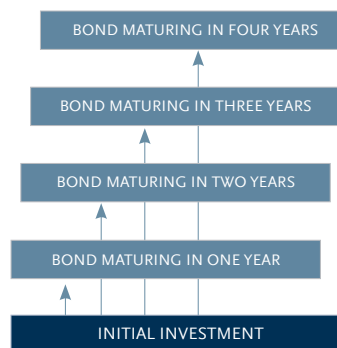 BOND MATURING IN FOUR YEARS
BOND MATURING IN THREE YEARS
BOND MATURING IN TWO YEARS
BOND MATURING IN ONE YEAR
INITIAL INVESTMENT